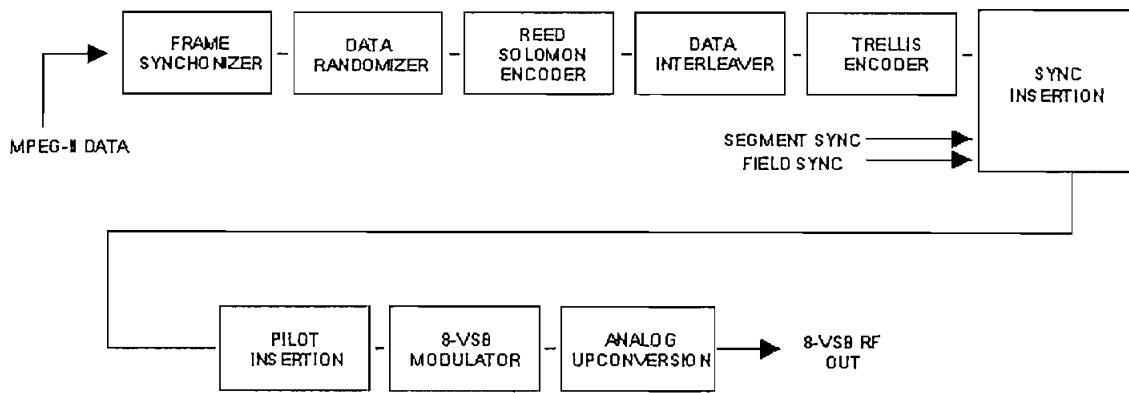 FRAME
SYNCHONIZER
DATA
RANDOMIZER
REED
SOLOMON
ENCODER
DATA
INTERLEAVER
TRELLIS
ENCODER
SYNC
INSERTION
MPEG-II DATA
SEGMENT SYNC
FIELD SYNC
PILOT
INSERTION
8-VSB
MODULATOR
ANALOG
UPCONVERSION
8-VSB RF
OUT